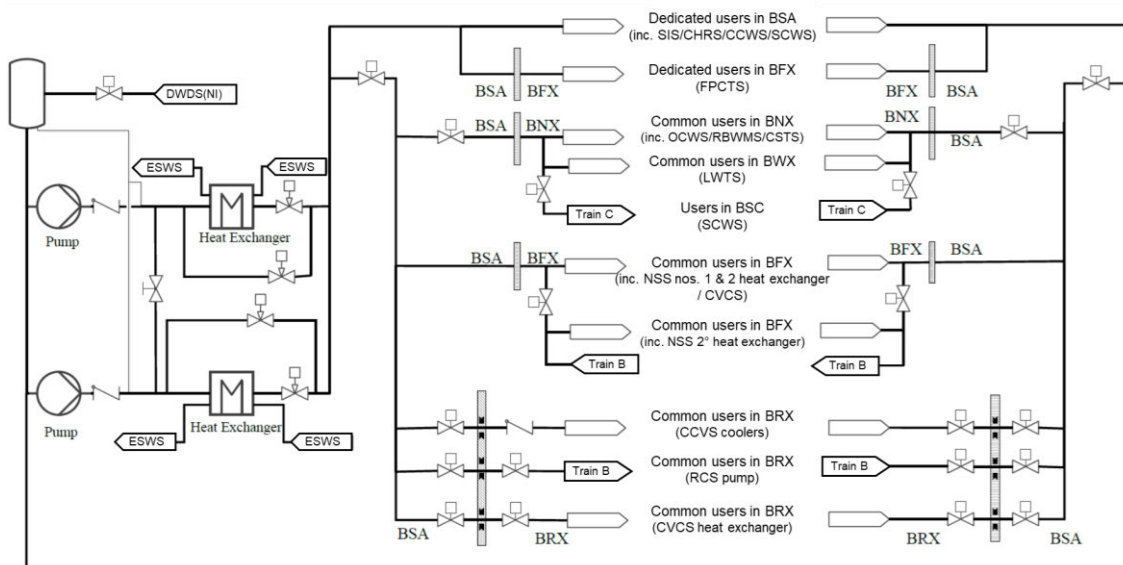 Dedicated users in BSA
(inc. SIS/CHRS/CCWS/SCWS)
DWDS(NI)
Dedicated users in BFX
(FPCTS)
BSA
BFX
BFX
BSA
BSA
BNX
Common users in BNX
(inc. OCWS/RBWMS/CSTS)
BNX
BSA
ESWS
ESWS
Common users in BWX
(LWTS)
Pump
Heat Exchanger
Train C
Users in BSC
(SCWS)
Train C
BSA
BFX
Common users in BFX
(inc. NSS nos. 1 & 2 heat exchanger
/ CVCS)
BFX
BSA
Common users in BFX
(inc. NSS 2° heat exchanger)
Train B
Train B
Pump
Heat Exchanger
ESWS
ESWS
Common users in BRX
(CCVS coolers)
Train B
Common users in BRX
(RCS pump)
Train B
Common users in BRX
(CVCS heat exchanger)
BSA
BRX
BRX
BSA